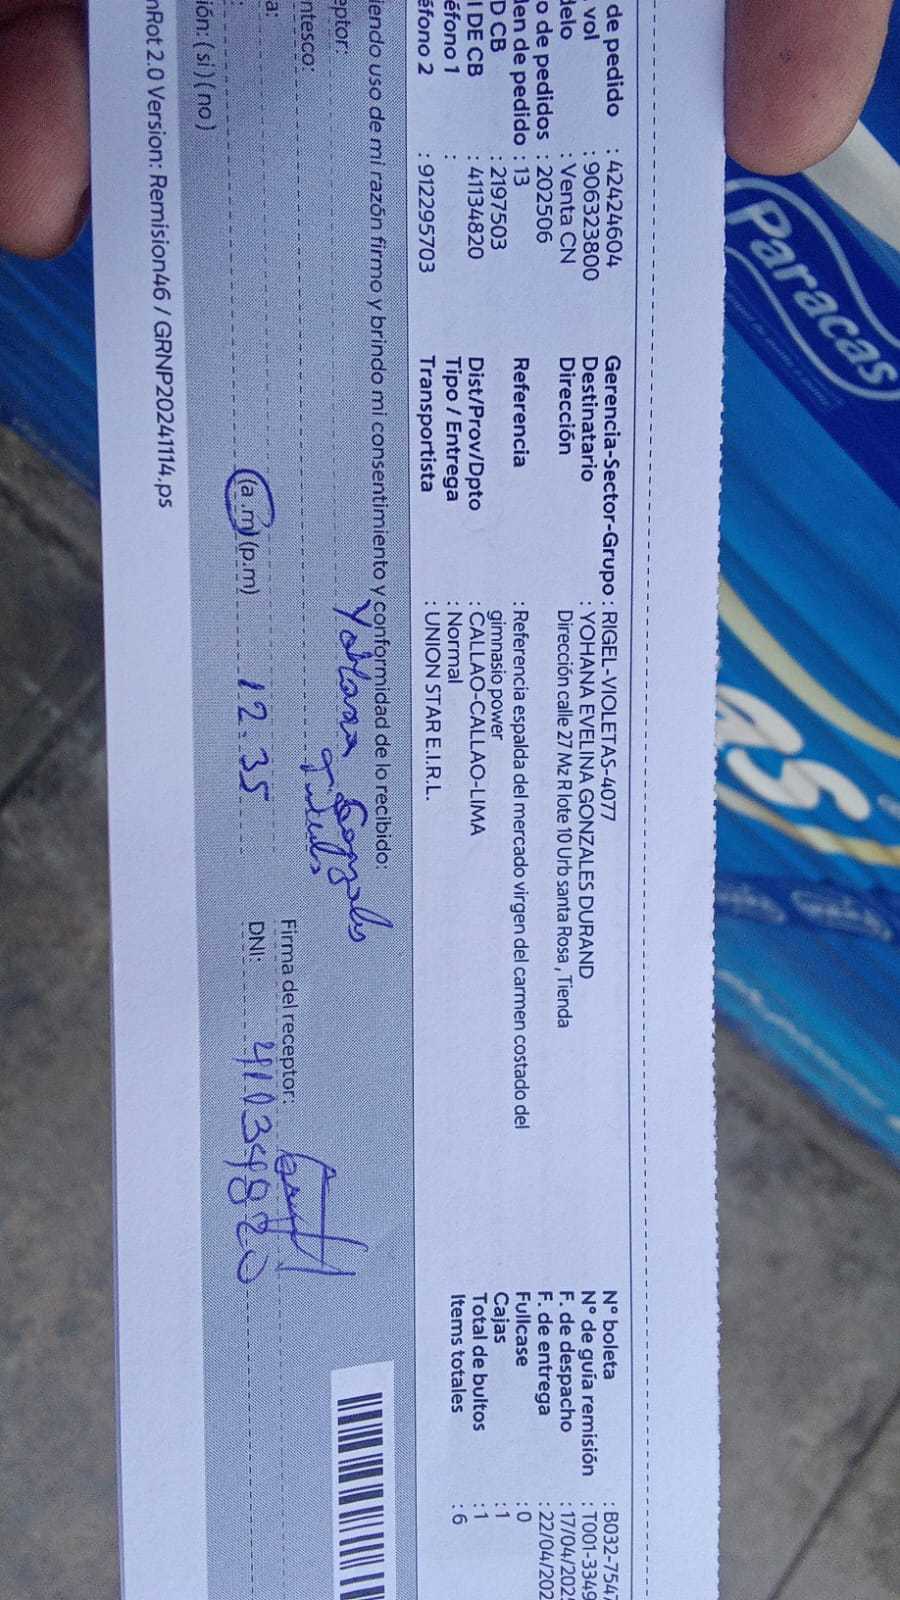 de pedido : 42424604
vol : 906323800
delo : Venta CN
o de pedidos : 202506
den de pedido : 13
D CB : 2197503
I DE CB : 41134820
éfono 1 :
éfono 2 : 912295703
Gerencia-Sector-Grupo : RIGEL-VIOLETAS-4077
Destinatario : YOHANA EVELINA GONZALES DURAND
Dirección Dirección calle 27 Mz R lote 10 Urb santa Rosa , Tienda
Referencia : Referencia espalda del mercado virgen del carmen costado del
gimnasio power
Dist/Prov/Dpto : CALLAO-CALLAO-LIMA
Tipo / Entrega : Normal
Transportista : UNION STAR E.I.R.L.
N° boleta : B032-7547
N° de guía remisión : T001-3349
F. de despacho : 17/04/202
F. de entrega : 22/04/202
Fullcase : 0
Cajas : 1
Total de bultos : 1
Items totales : 6
iendo uso de mi razón firmo y brindo mi consentimiento y conformidad de lo recibido:
eptor: Yohana Gonzales
ntesco:
a:
(a .m) (p.m) 12.35
Firma del receptor:
DNI: 41134820
ión: ( si ) ( no )
nRot 2.0 Version: Remision46 / GRNP20241114.ps
Paracas
as